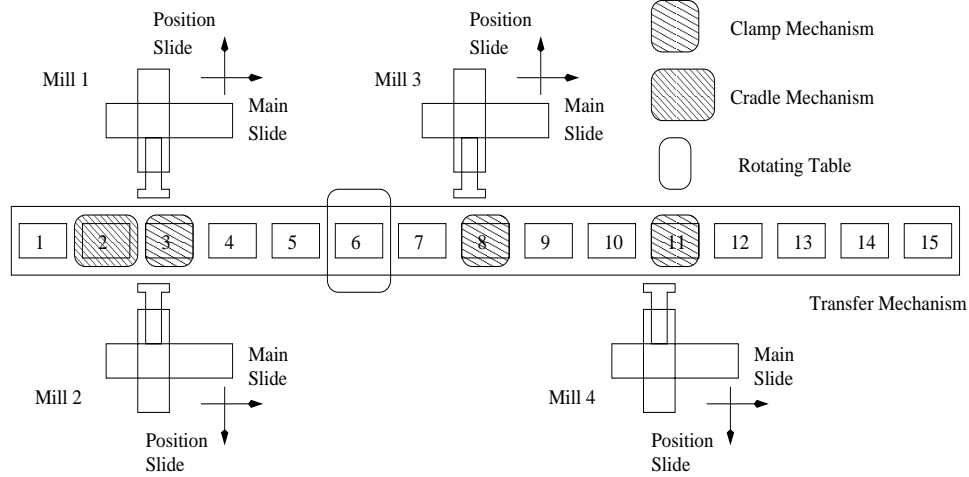 Position
Slide
Mill 1
Main
Slide
Position
Slide
Mill 3
Main
Slide
Clamp Mechanism
Cradle Mechanism
Rotating Table
1 2 3 4 5 6 7 8 9 10 11 12 13 14 15
Transfer Mechanism
Main
Slide
Mill 2
Position
Slide
Main
Slide
Mill 4
Position
Slide